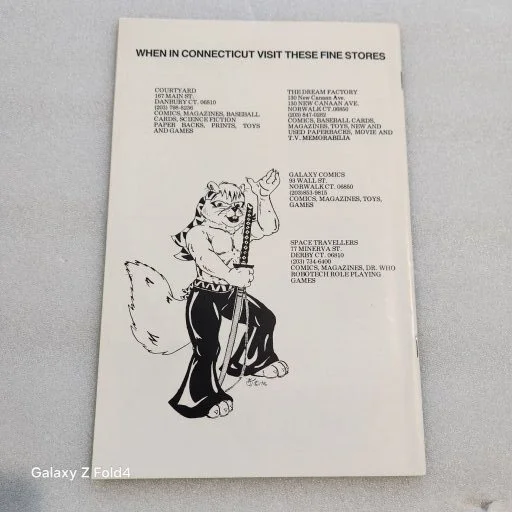 WHEN IN CONNECTICUT VISIT THESE FINE STORES
COURTYARD
167 MAIN ST.
DANBURY CT. 06810
(203) 798-8236
COMICS, MAGAZINES, BASEBALL
CARDS, SCIENCE FICTION
PAPER BACKS, PRINTS, TOYS
AND GAMES
THE DREAM FACTORY
130 New Canaan Ave.
130 NEW CANAAN AVE.
NORWALK CT. 06850
(203) 847-0282
COMICS, BASEBALL CARDS,
MAGAZINES, TOYS, NEW AND
USED PAPERBACKS, MOVIE AND
T.V. MEMORABILIA
GALAXY COMICS
93 WALL ST.
NORWALK CT. 06850
(203)853-9815
COMICS, MAGAZINES, TOYS,
GAMES
SPACE TRAVELLERS
77 MINERVA ST.
DERBY CT. 06810
(203) 734-6400
COMICS, MAGAZINES, DR. WHO
ROBOTECH ROLE PLAYING
GAMES
Galaxy Z Fold4